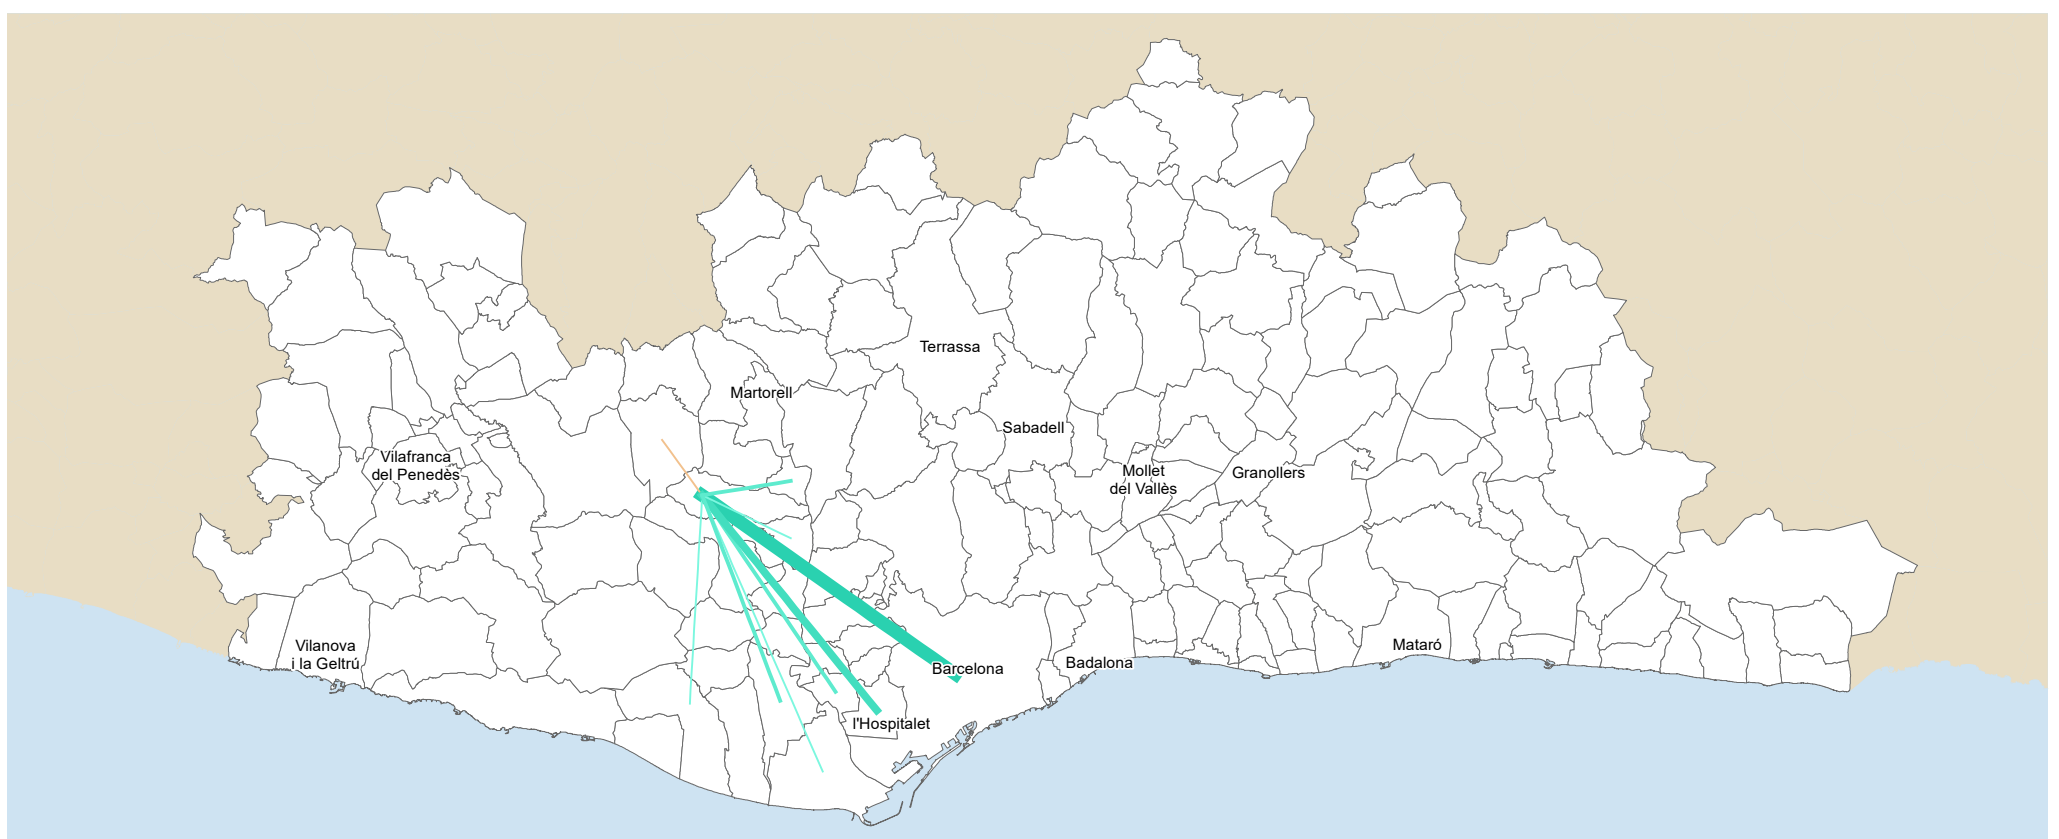 Terrassa
Martorell
Sabadell
Vilafranca
del Penedès
Mollet
del Vallès
Granollers
Vilanova
i la Geltrú
Barcelona
Badalona
Mataró
l'Hospitalet